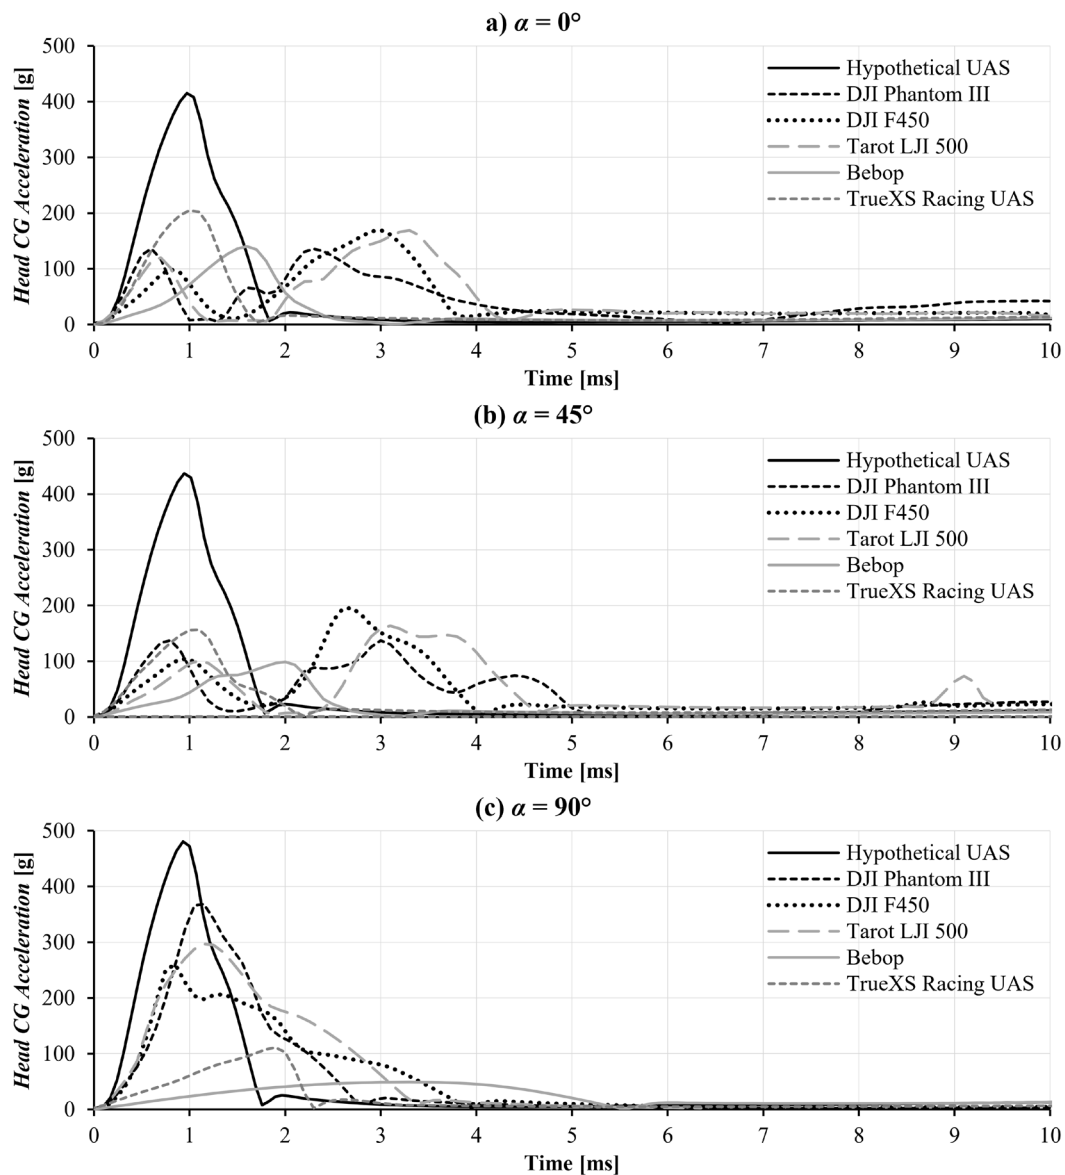 a) α = 0°
Head CG Acceleration [g]
500
400
300
200
100
0
Hypothetical UAS
DJI Phantom III
DJI F450
Tarot LJI 500
Bebop
TrueXS Racing UAS
0 1 2 3 4 5 6 7 8 9 10
Time [ms]
(b) α = 45°
Head CG Acceleration [g]
500
400
300
200
100
0
Hypothetical UAS
DJI Phantom III
DJI F450
Tarot LJI 500
Bebop
TrueXS Racing UAS
0 1 2 3 4 5 6 7 8 9 10
Time [ms]
(c) α = 90°
Head CG Acceleration [g]
500
400
300
200
100
0
Hypothetical UAS
DJI Phantom III
DJI F450
Tarot LJI 500
Bebop
TrueXS Racing UAS
0 1 2 3 4 5 6 7 8 9 10
Time [ms]